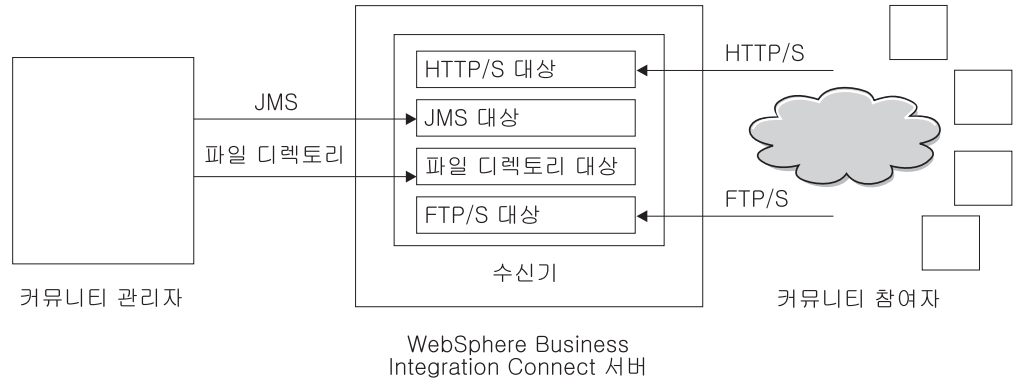 HTTP/S 대상
HTTP/S
JMS
JMS 대상
파일 디렉토리
파일 디렉토리 대상
FTP/S 대상
FTP/S
수신기
커뮤니티 관리자
커뮤니티 참여자
WebSphere Business
Integration Connect 서버